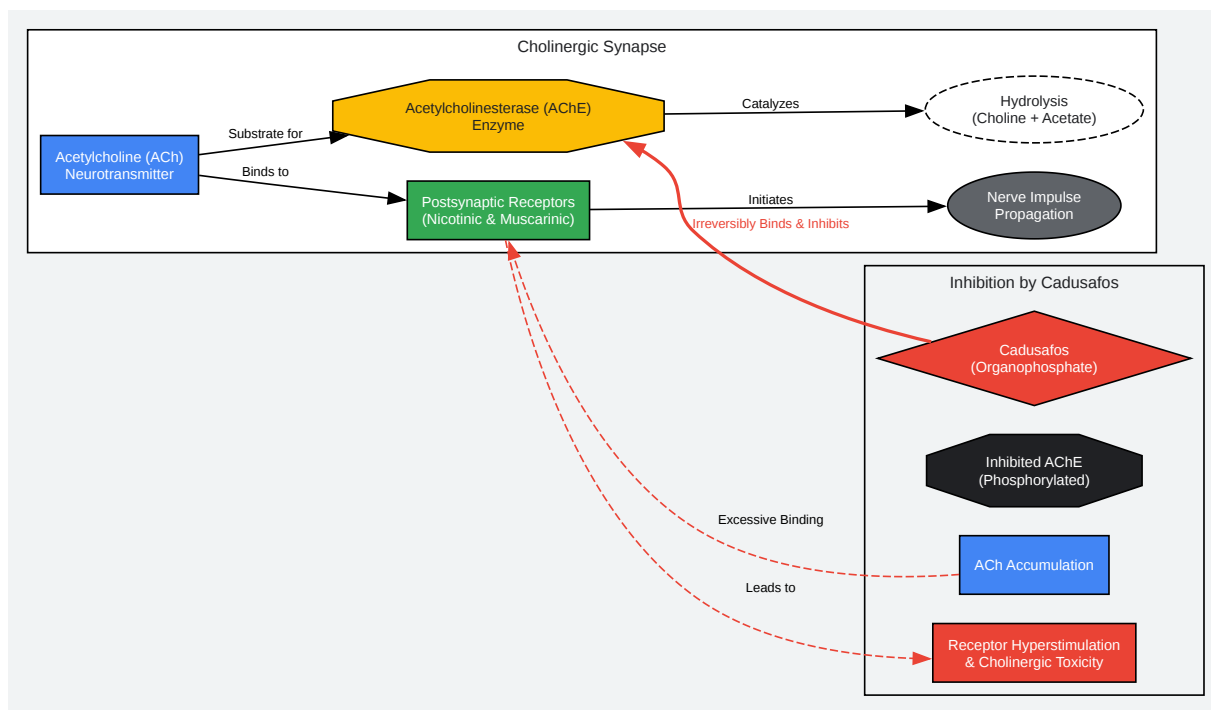 Cholinergic Synapse
Acetylcholine (ACh)
Neurotransmitter
Substrate for
Binds to
Acetylcholinesterase (AChE)
Enzyme
Catalyzes
Hydrolysis
(Choline + Acetate)
Postsynaptic Receptors
(Nicotinic & Muscarinic)
Initiates
Nerve Impulse
Propagation
Irreversibly Binds & Inhibits
Inhibition by Cadusafos
Cadusafos
(Organophosphate)
Inhibited AChE
(Phosphorylated)
Excessive Binding
ACh Accumulation
Leads to
Receptor Hyperstimulation
& Cholinergic Toxicity